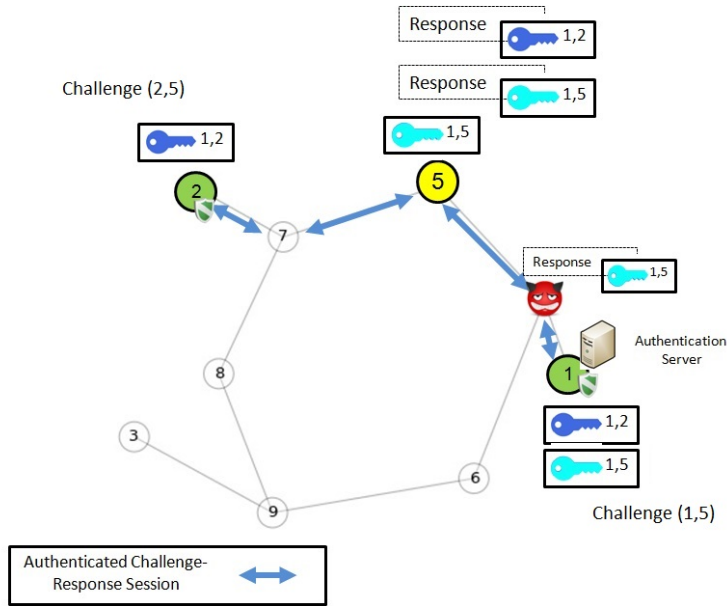 Response
1,2
Response
1,5
Challenge (2,5)
1,2
1,5
2
5
7
Response
1,5
Authentication
Server
1
8
1,2
3
1,5
6
9
Challenge (1,5)
Authenticated Challenge-
Response Session